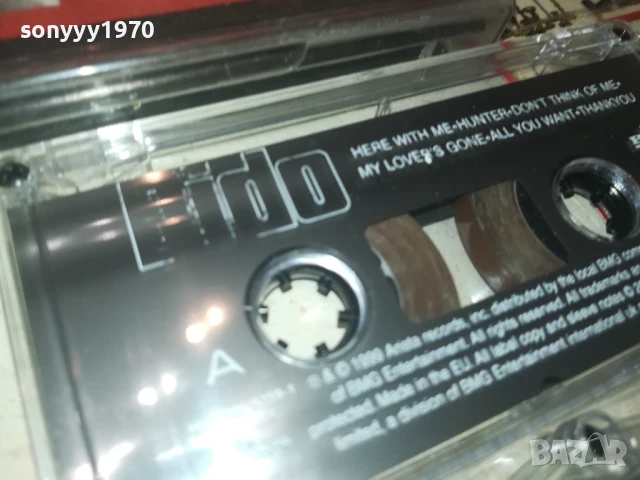 sonyyy1970
dido
HERE WITH ME•HUNTER•DON'T THINK OF ME•
MY LOVER'S GONE•ALL YOU WANT•THANKYOU
A
℗ & © 1999 Arista records, inc. distributed by the local BMG
of BMG Entertainment. All rights reserved. All trademarks
protected. Made in the EU. All label copy and sleeve notes ©
limited, a division of BMG Entertainment international uk
BAZAR